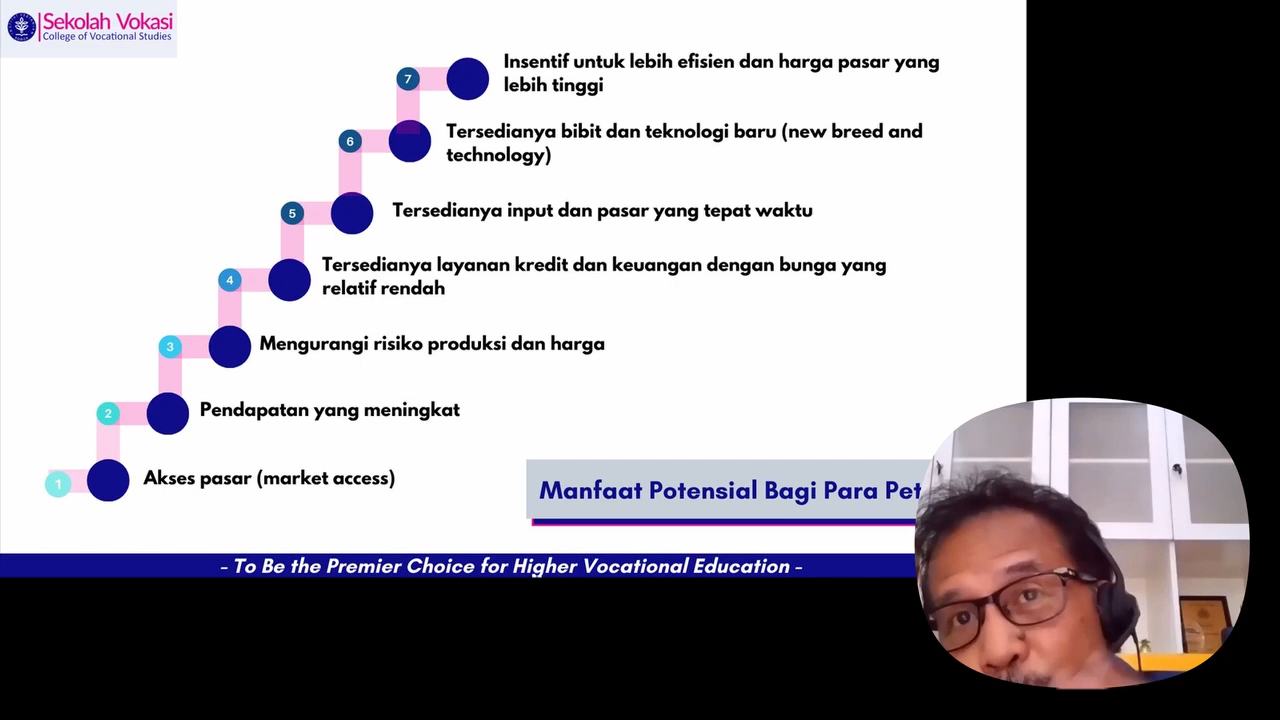 Sekolah Vokasi
College of Vocational Studies
7
Insentif untuk lebih efisien dan harga pasar yang
lebih tinggi
6
Tersedianya bibit dan teknologi baru (new breed and
technology)
5
Tersedianya input dan pasar yang tepat waktu
4
Tersedianya layanan kredit dan keuangan dengan bunga yang
relatif rendah
3
Mengurangi risiko produksi dan harga
2
Pendapatan yang meningkat
1
Akses pasar (market access)
Manfaat Potensial Bagi Para Pet
- To Be the Premier Choice for Higher Vocational Education -